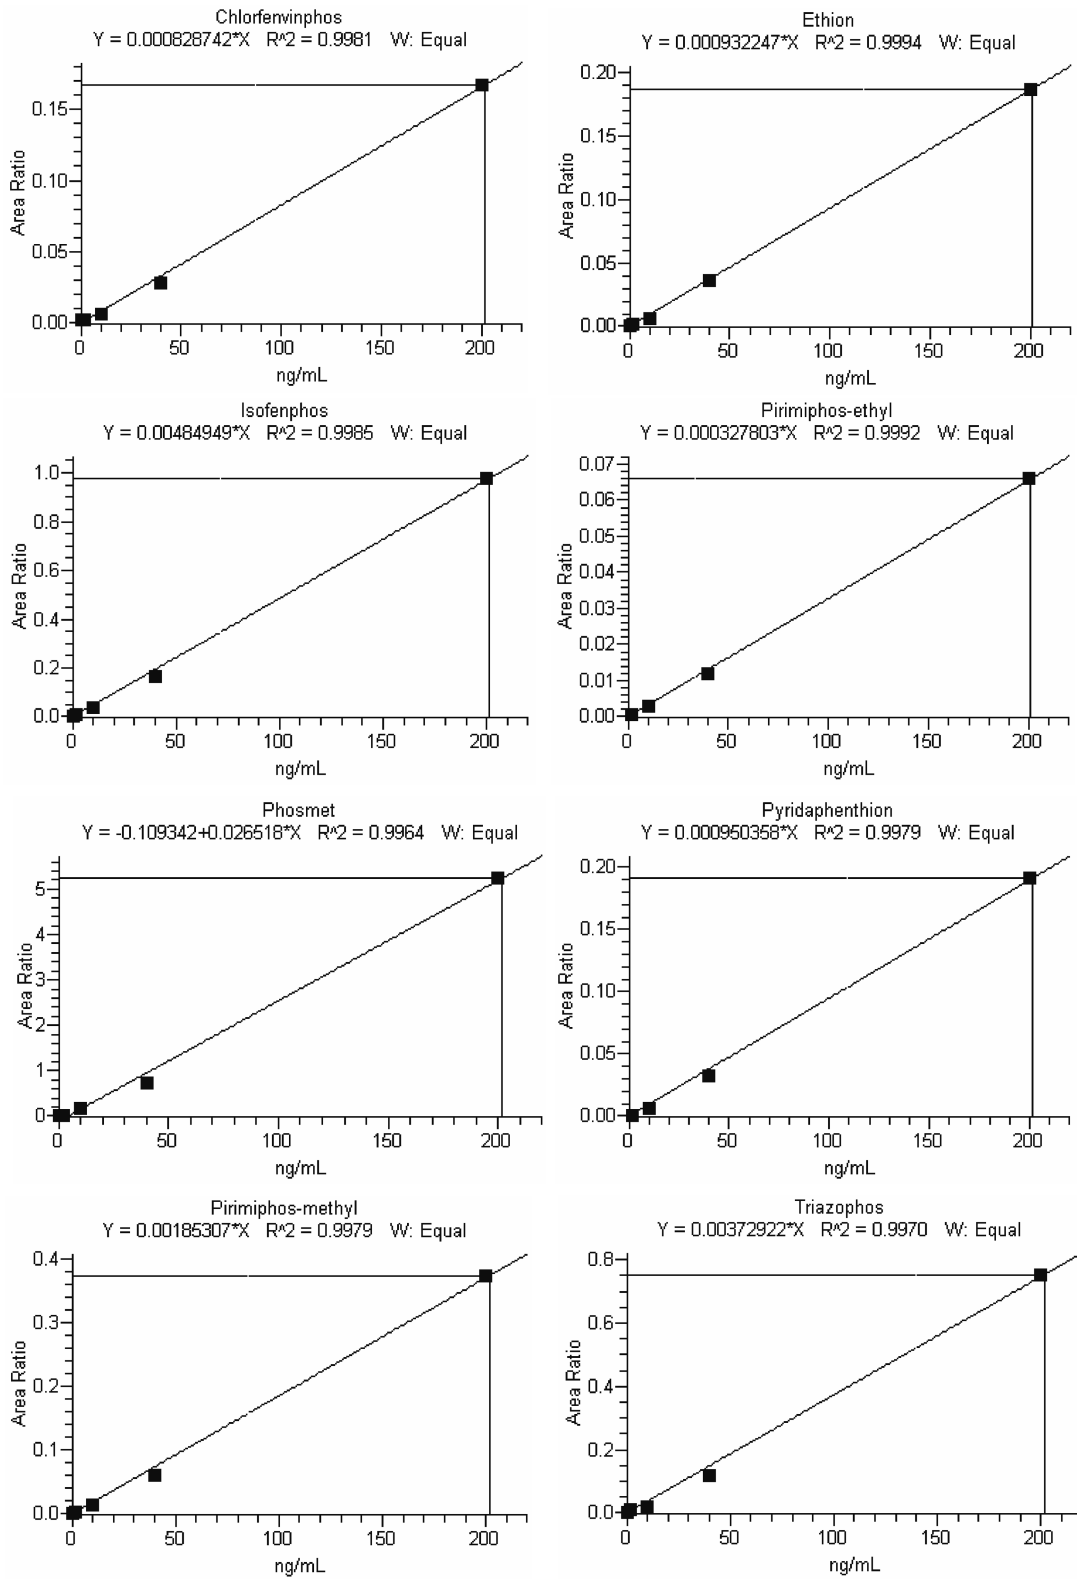 Chlorfenvinphos
Y = 0.000828742*X R^2 = 0.9981 W: Equal
Area Ratio
0.15
0.10
0.05
0.00
0 50 100 150 200
ng/mL
Ethion
Y = 0.000932247*X R^2 = 0.9994 W: Equal
Area Ratio
0.20
0.15
0.10
0.05
0.00
0 50 100 150 200
ng/mL
Isofenphos
Y = 0.00484949*X R^2 = 0.9985 W: Equal
Area Ratio
1.0
0.8
0.6
0.4
0.2
0.0
0 50 100 150 200
ng/mL
Pirimiphos-ethyl
Y = 0.000327803*X R^2 = 0.9992 W: Equal
Area Ratio
0.07
0.06
0.05
0.04
0.03
0.02
0.01
0.00
0 50 100 150 200
ng/mL
Phosmet
Y = -0.109342+0.026518*X R^2 = 0.9964 W: Equal
Area Ratio
5
4
3
2
1
0
0 50 100 150 200
ng/mL
Pyridaphenthion
Y = 0.000950358*X R^2 = 0.9979 W: Equal
Area Ratio
0.20
0.15
0.10
0.05
0.00
0 50 100 150 200
ng/mL
Pirimiphos-methyl
Y = 0.00185307*X R^2 = 0.9979 W: Equal
Area Ratio
0.4
0.3
0.2
0.1
0.0
0 50 100 150 200
ng/mL
Triazophos
Y = 0.00372922*X R^2 = 0.9970 W: Equal
Area Ratio
0.8
0.6
0.4
0.2
0.0
0 50 100 150 200
ng/mL